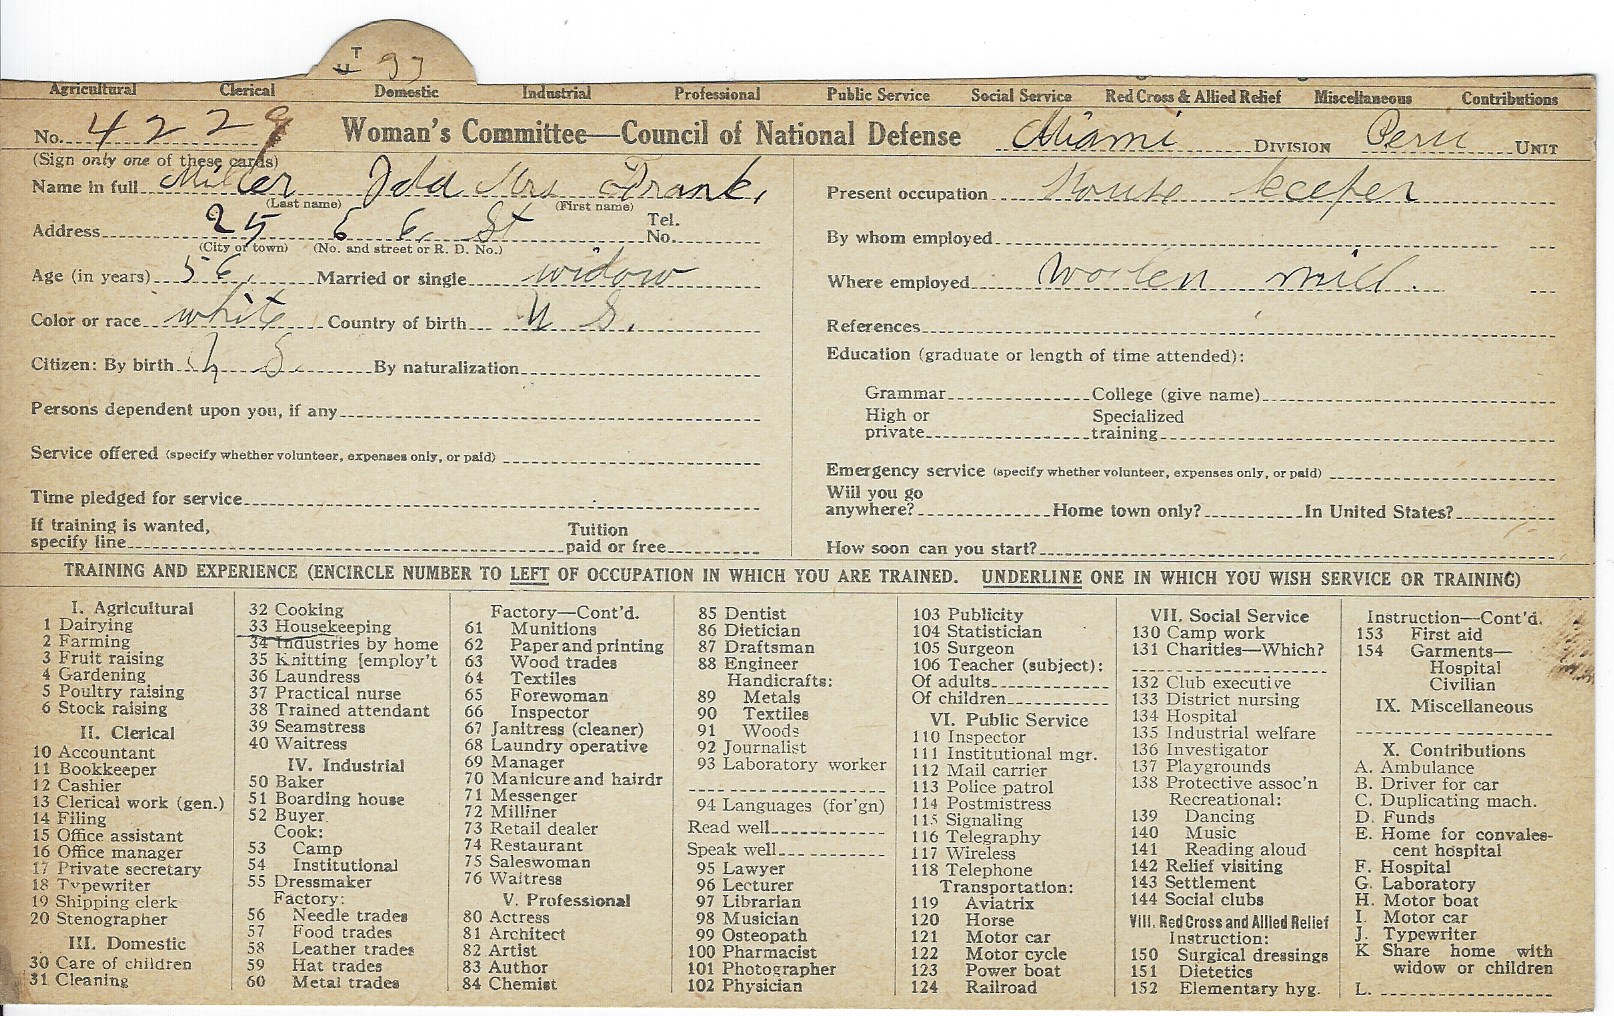 T
U 97
Agricultural Clerical Domestic Industrial Professional Public Service Social Service Red Cross & Allied Relief Miscellaneous Contributions
No. 4229 Woman's Committee—Council of National Defense Miami DIVISION Peru UNIT
(Sign only one of these cards)
Name in full Miller Mrs Frank,
(Last name) (First name)
Address 25 E 6, St Tel. No.
(City or town) (No. and street or R. D. No.)
Age (in years) 56, Married or single widow
Color or race white Country of birth U S.
Citizen: By birth U S. By naturalization
Persons dependent upon you, if any
Service offered (specify whether volunteer, expenses only, or paid)
Time pledged for service
If training is wanted,
specify line Tuition paid or free
Present occupation House keeper
By whom employed
Where employed Woolen mill.
References
Education (graduate or length of time attended):
Grammar College (give name)
High or private Specialized training
Emergency service (specify whether volunteer, expenses only, or paid)
Will you go
anywhere? Home town only? In United States?
How soon can you start?
TRAINING AND EXPERIENCE (ENCIRCLE NUMBER TO LEFT OF OCCUPATION IN WHICH YOU ARE TRAINED. UNDERLINE ONE IN WHICH YOU WISH SERVICE OR TRAINING)
I. Agricultural
1 Dairying
2 Farming
3 Fruit raising
4 Gardening
5 Poultry raising
6 Stock raising
II. Clerical
10 Accountant
11 Bookkeeper
12 Cashier
13 Clerical work (gen.)
14 Filing
15 Office assistant
16 Office manager
17 Private secretary
18 Typewriter
19 Shipping clerk
20 Stenographer
III. Domestic
30 Care of children
31 Cleaning
32 Cooking
33 Housekeeping
34 Industries by home
35 Knitting [employ't
36 Laundress
37 Practical nurse
38 Trained attendant
39 Seamstress
40 Waitress
IV. Industrial
50 Baker
51 Boarding house
52 Buyer
Cook:
53 Camp
54 Institutional
55 Dressmaker
Factory:
56 Needle trades
57 Food trades
58 Leather trades
59 Hat trades
60 Metal trades
Factory—Cont'd.
61 Munitions
62 Paper and printing
63 Wood trades
64 Textiles
65 Forewoman
66 Inspector
67 Janitress (cleaner)
68 Laundry operative
69 Manager
70 Manicure and hairdr
71 Messenger
72 Milliner
73 Retail dealer
74 Restaurant
75 Saleswoman
76 Waitress
V. Professional
80 Actress
81 Architect
82 Artist
83 Author
84 Chemist
85 Dentist
86 Dietician
87 Draftsman
88 Engineer
Handicrafts:
89 Metals
90 Textiles
91 Woods
92 Journalist
93 Laboratory worker
94 Languages (for'gn)
Read well
Speak well
95 Lawyer
96 Lecturer
97 Librarian
98 Musician
99 Osteopath
100 Pharmacist
101 Photographer
102 Physician
103 Publicity
104 Statistician
105 Surgeon
106 Teacher (subject):
Of adults
Of children
VI. Public Service
110 Inspector
111 Institutional mgr.
112 Mail carrier
113 Police patrol
114 Postmistress
115 Signaling
116 Telegraphy
117 Wireless
118 Telephone
Transportation:
119 Aviatrix
120 Horse
121 Motor car
122 Motor cycle
123 Power boat
124 Railroad
VII. Social Service
130 Camp work
131 Charities—Which?
132 Club executive
133 District nursing
134 Hospital
135 Industrial welfare
136 Investigator
137 Playgrounds
138 Protective assoc'n
Recreational:
139 Dancing
140 Music
141 Reading aloud
142 Relief visiting
143 Settlement
144 Social clubs
VIII. Red Cross and Allied Relief
Instruction:
150 Surgical dressings
151 Dietetics
152 Elementary hyg.
Instruction—Cont'd.
153 First aid
154 Garments—
Hospital
Civilian
IX. Miscellaneous
X. Contributions
A. Ambulance
B. Driver for car
C. Duplicating mach.
D. Funds
E. Home for convales-
cent hospital
F. Hospital
G. Laboratory
H. Motor boat
I. Motor car
J. Typewriter
K Share home with
widow or children
L.